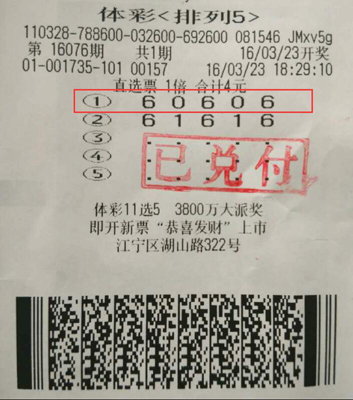 体彩<排列5>
110328-788600-032600-692600 081546 JMxv5g
第 16076期 共1期 16/03/23开奖
01-001735-101 00157 16/03/23 18:29:10
直选票 1倍 合计4元
① 6 0 6 0 6
② 6 1 6 1 6
③
④
⑤
已兑付
体彩11选5 3800万大派奖
即开新票“恭喜发财”上市
江宁区湖山路322号